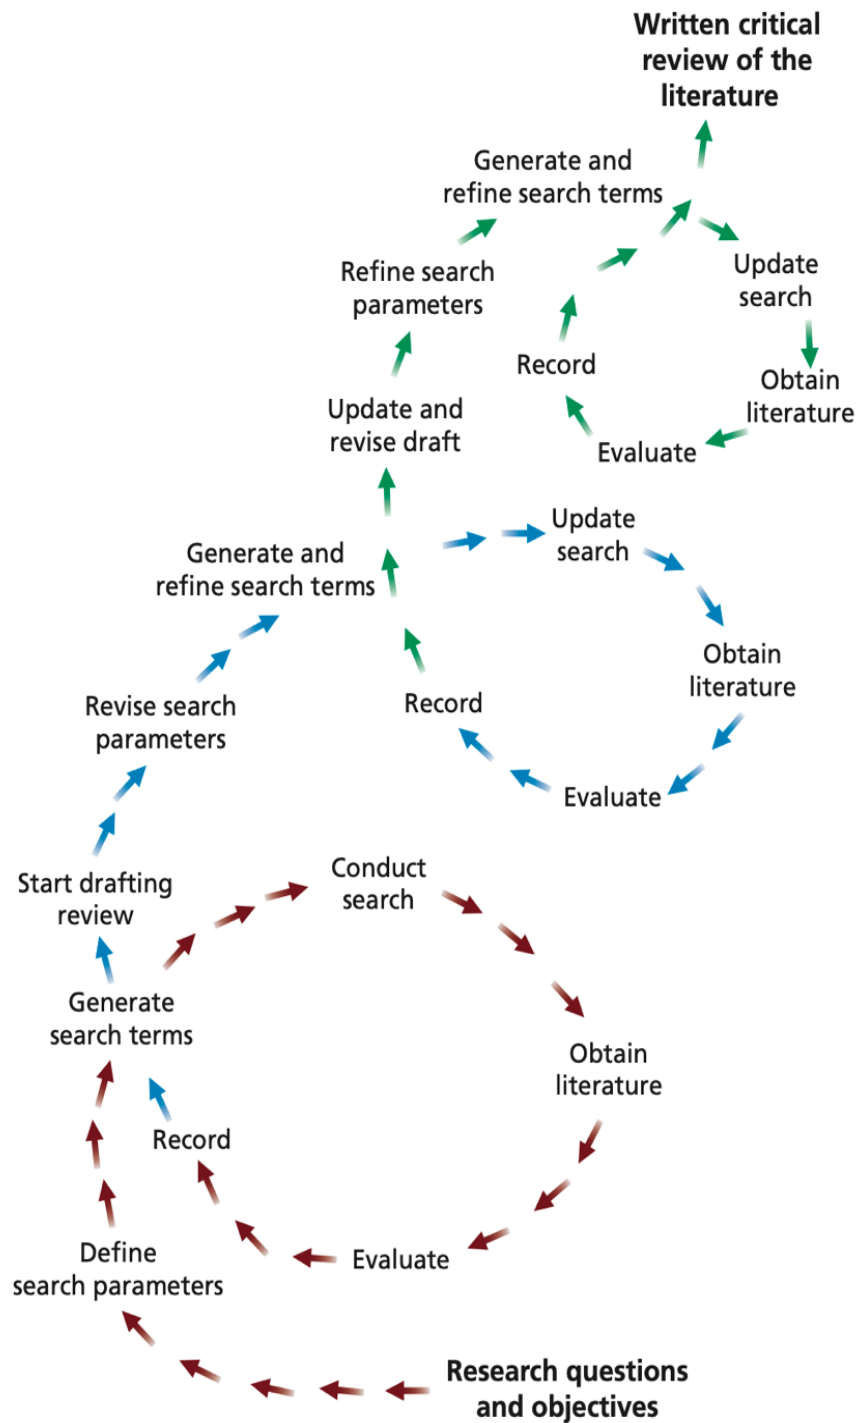 Written critical
review of the
literature
Generate and
refine search terms
Update
search
Refine search
parameters
Obtain
literature
Record
Update and
revise draft
Evaluate
Update
search
Generate and
refine search terms
Obtain
literature
Record
Revise search
parameters
Evaluate
Conduct
search
Start drafting
review
Generate
search terms
Obtain
literature
Record
Evaluate
Define
search parameters
Research questions
and objectives